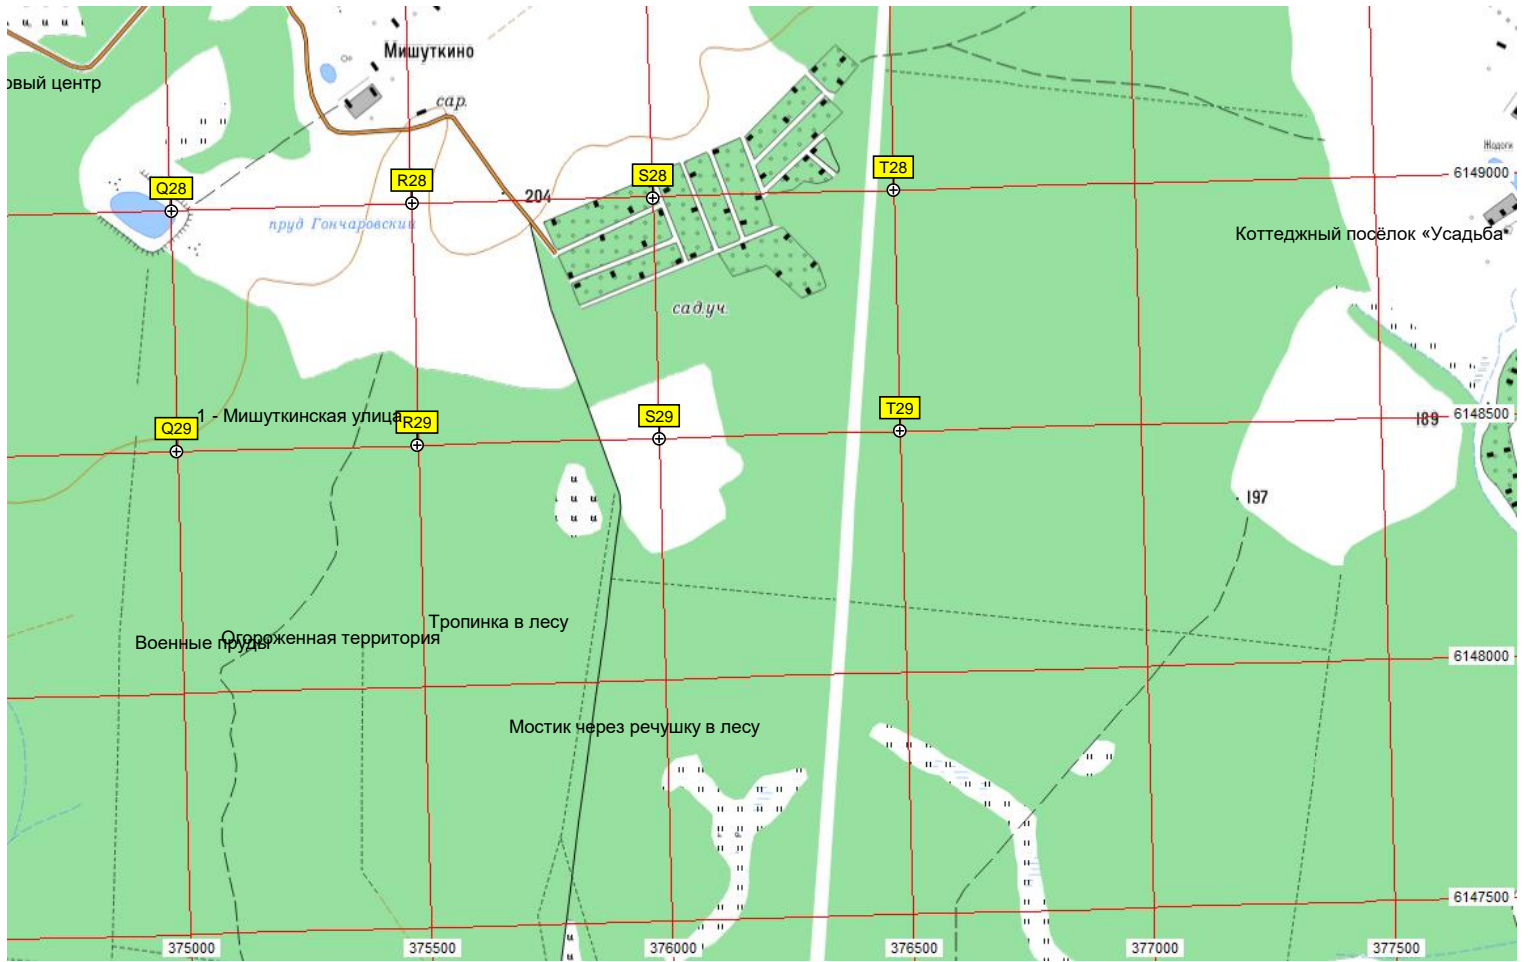 Мишуткино
овый центр
сар.
Жодоги
6149000
Q28
R28
S28
T28
204
пруд Гончаровский
Коттеджный посёлок «Усадьба"
сад.уч.
6148500
Q29
1 - Мишуткинская улица
R29
S29
T29
189
197
Тропинка в лесу
Военные пруды
Огороженная территория
6148000
Мостик через речушку в лесу
6147500
375000
375500
376000
376500
377000
377500